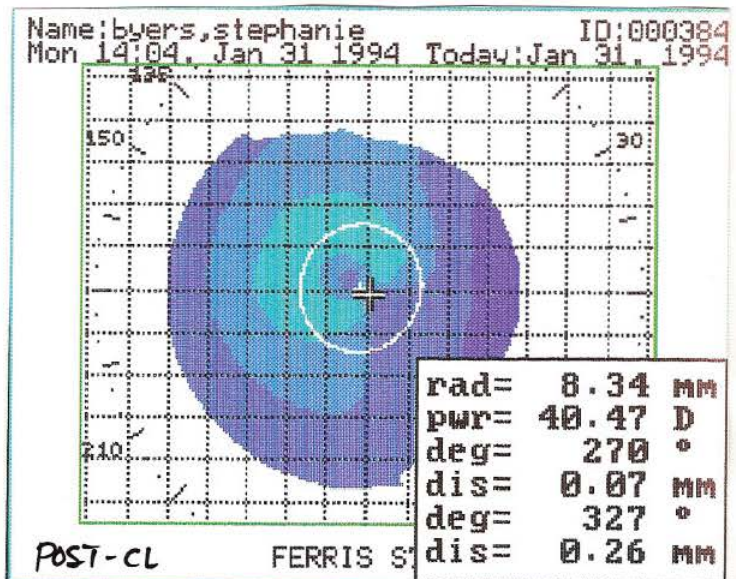 Name:byers,stephanie ID:000384
Mon 14:04, Jan 31 1994 Today:Jan 31, 1994
150
30
210
rad= 8.34 mm
pwr= 40.47 D
deg= 270 °
dis= 0.07 mm
deg= 327 °
dis= 0.26 mm
POST-CL
FERRIS S